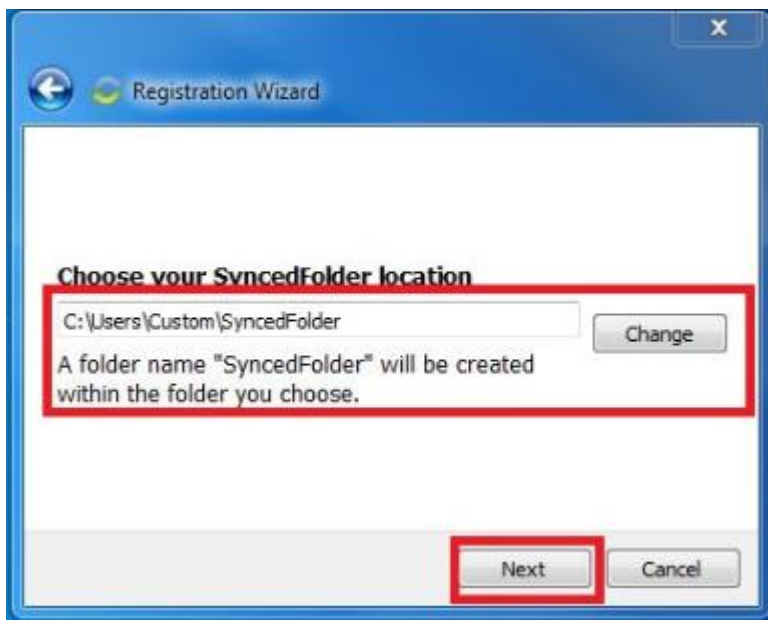 X
Registration Wizard
Choose your SyncedFolder location
C:\Users\Custom\SyncedFolder
Change
A folder name "SyncedFolder" will be created
within the folder you choose.
Next
Cancel